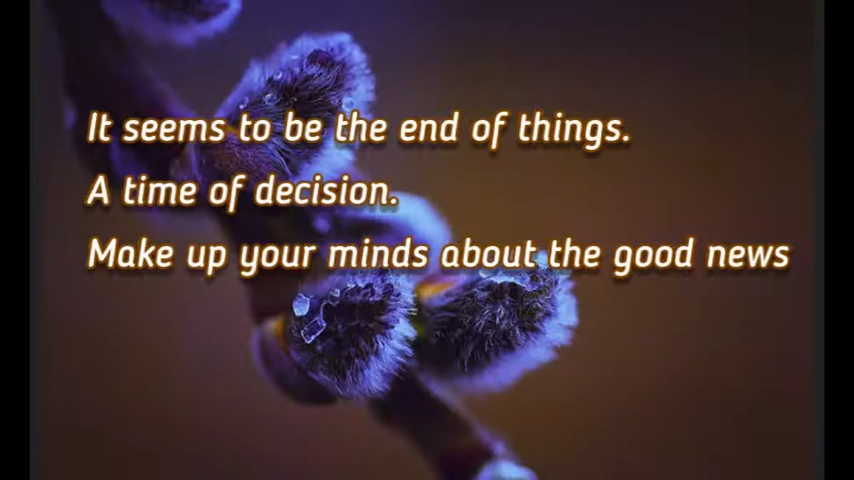 It seems to be the end of things.
A time of decision.
Make up your minds about the good news